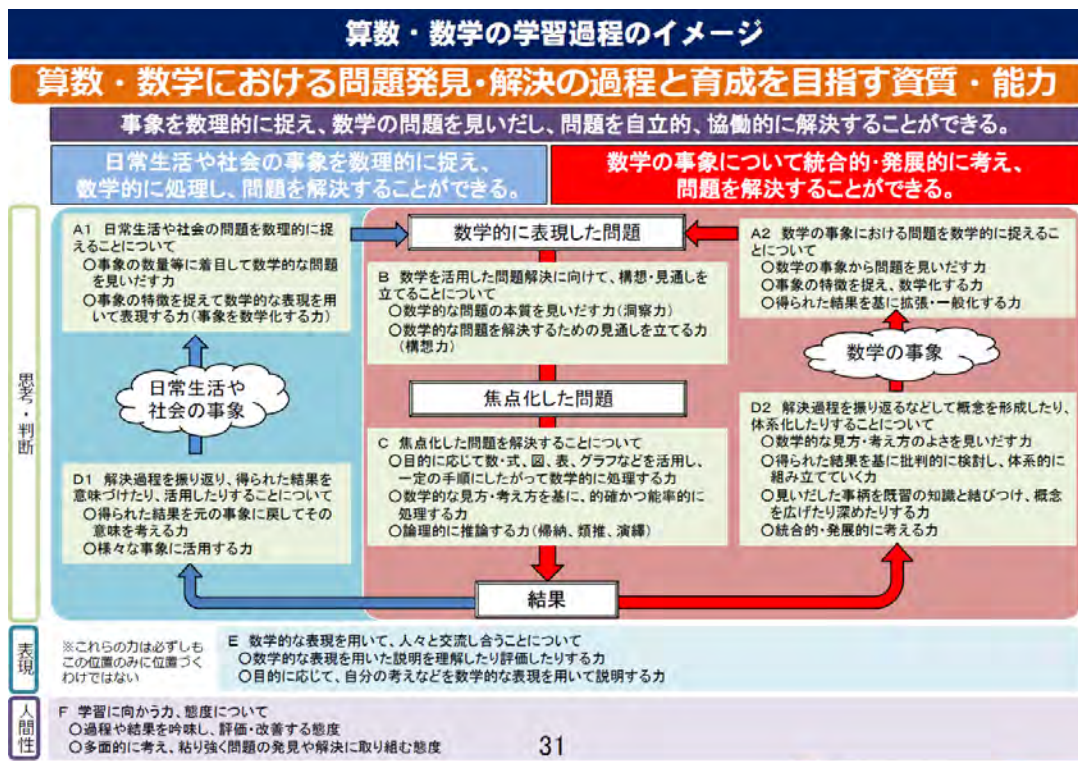 算数・数学の学習過程のイメージ
算数・数学における問題発見・解決の過程と育成を目指す資質・能力
事象を数理的に捉え、数学の問題を見いだし、問題を自立的、協働的に解決することができる。
日常生活や社会の事象を数理的に捉え、
数学的に処理し、問題を解決することができる。
数学の事象について統合的・発展的に考え、
問題を解決することができる。
思考・判断
A1 日常生活や社会の問題を数理的に捉
えることについて
○事象の数量等に着目して数学的な問題
を見いだす力
○事象の特徴を捉えて数学的な表現を用
いて表現する力(事象を数学化する力)
日常生活や
社会の事象
D1 解決過程を振り返り、得られた結果を
意味づけたり、活用したりすることについて
○得られた結果を元の事象に戻してその
意味を考える力
○様々な事象に活用する力
数学的に表現した問題
B 数学を活用した問題解決に向けて、構想・見通しを
立てることについて
○数学的な問題の本質を見いだす力(洞察力)
○数学的な問題を解決するための見通しを立てる力
(構想力)
焦点化した問題
C 焦点化した問題を解決することについて
○目的に応じて数・式、図、表、グラフなどを活用し、
一定の手順にしたがって数学的に処理する力
○数学的な見方・考え方を基に、的確かつ能率的に
処理する力
○論理的に推論する力(帰納、類推、演繹)
結果
A2 数学の事象における問題を数学的に捉えるこ
とについて
○数学の事象から問題を見いだす力
○事象の特徴を捉え、数学化する力
○得られた結果を基に拡張・一般化する力
数学の事象
D2 解決過程を振り返るなどして概念を形成したり、
体系化したりすることについて
○数学的な見方・考え方のよさを見いだす力
○得られた結果を基に批判的に検討し、体系的に
組み立てていく力
○見いだした事柄を既習の知識と結びつけ、概念
を広げたり深めたりする力
○統合的・発展的に考える力
表現
※これらの力は必ずしも
この位置のみに位置づく
わけではない
E 数学的な表現を用いて、人々と交流し合うことについて
○数学的な表現を用いた説明を理解したり評価したりする力
○目的に応じて、自分の考えなどを数学的な表現を用いて説明する力
人間性
F 学習に向かう力、態度について
○過程や結果を吟味し、評価・改善する態度
○多面的に考え、粘り強く問題の発見や解決に取り組む態度
31